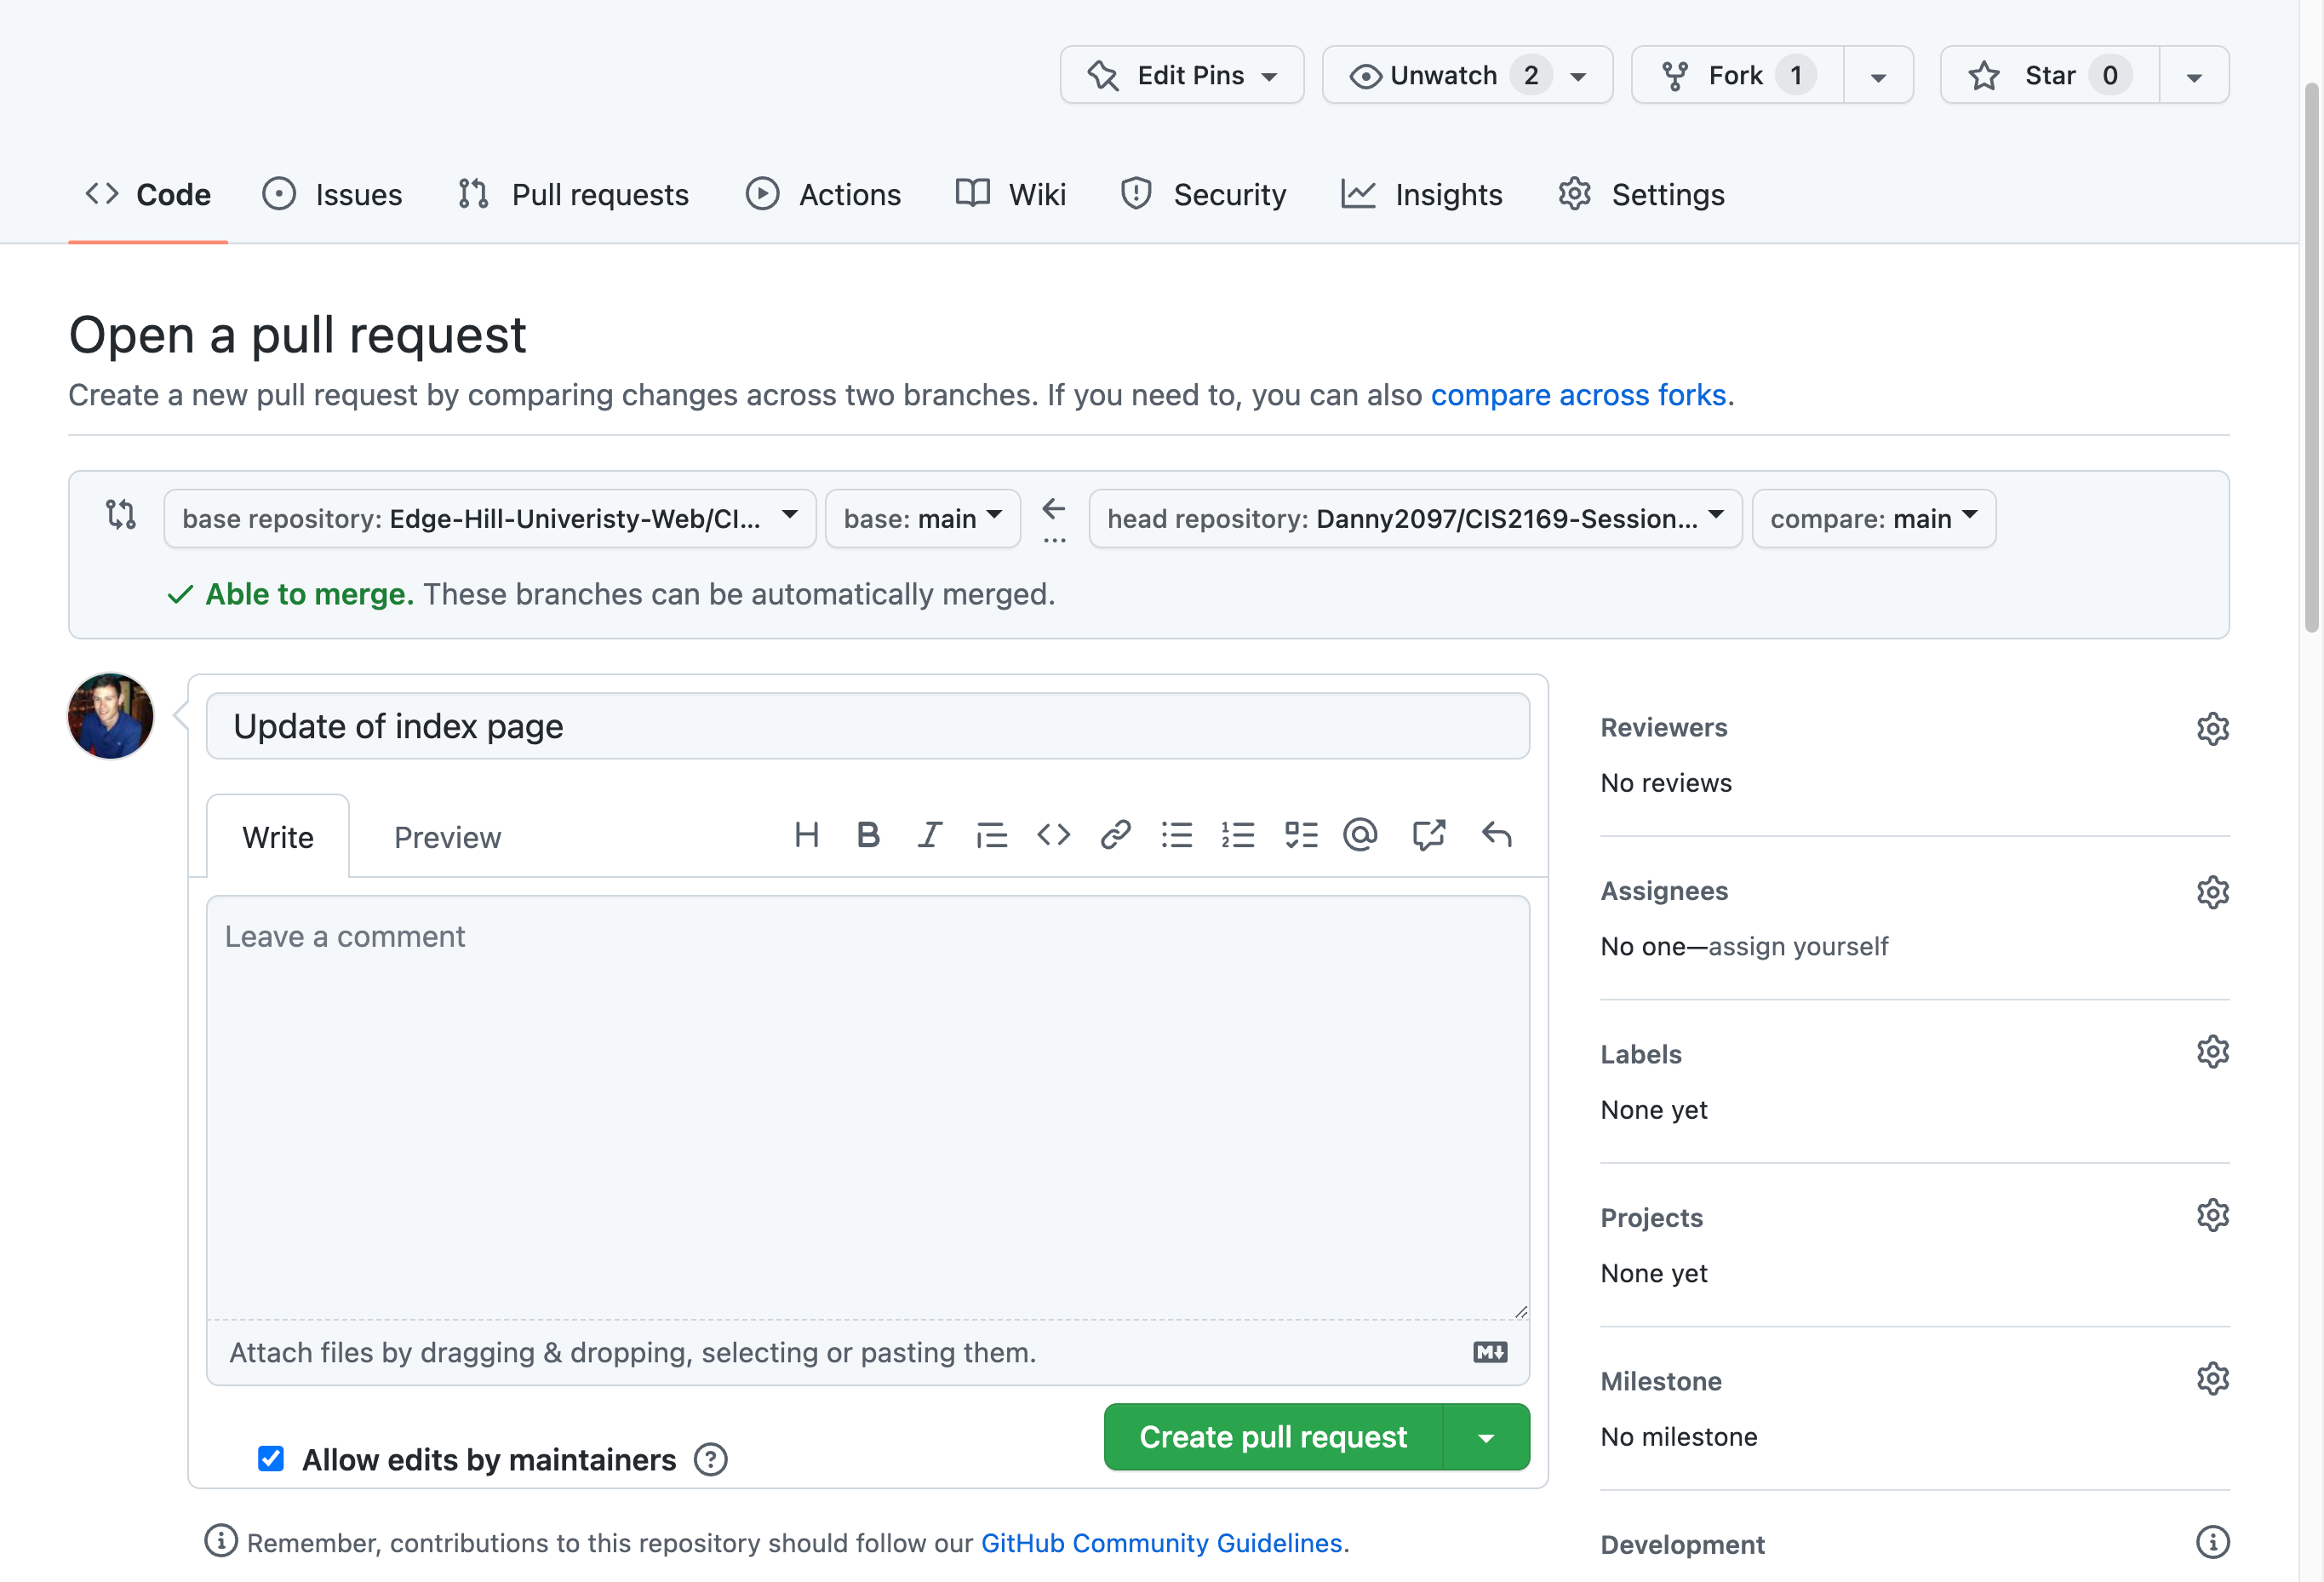 Edit Pins Unwatch 2 Fork 1 Star 0
Code Issues Pull requests Actions Wiki Security Insights Settings
Open a pull request
Create a new pull request by comparing changes across two branches. If you need to, you can also compare across forks.
base repository: Edge-Hill-Univeristy-Web/CI... base: main ... head repository: Danny2097/CIS2169-Session... compare: main
Able to merge. These branches can be automatically merged.
Update of index page
Write Preview
Leave a comment
Attach files by dragging & dropping, selecting or pasting them.
Allow edits by maintainers
Create pull request
Remember, contributions to this repository should follow our GitHub Community Guidelines.
Reviewers
No reviews
Assignees
No one—assign yourself
Labels
None yet
Projects
None yet
Milestone
No milestone
Development